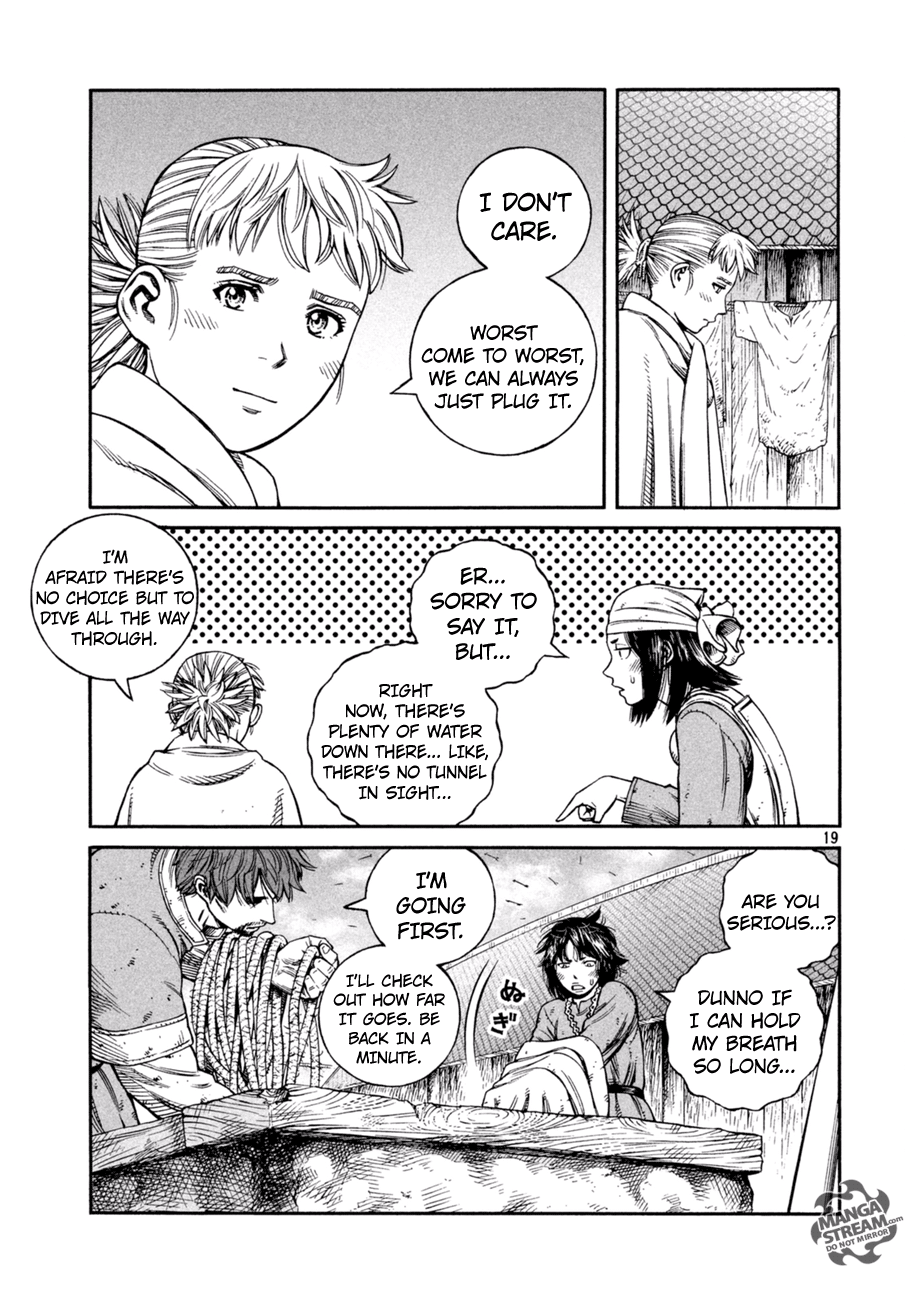 I DON'T
CARE.
WORST
COME TO WORST,
WE CAN ALWAYS
JUST PLUG IT.
ER...
SORRY TO
SAY IT,
BUT...
RIGHT
NOW, THERE'S
PLENTY OF WATER
DOWN THERE... LIKE,
THERE'S NO TUNNEL
IN SIGHT...
I'M
AFRAID THERE'S
NO CHOICE BUT TO
DIVE ALL THE WAY
THROUGH.
19
ARE YOU
SERIOUS...?
DUNNO IF
I CAN HOLD
MY BREATH
SO LONG...
ぬぎ
I'M
GOING
FIRST.
I'LL CHECK
OUT HOW FAR
IT GOES. BE
BACK IN A
MINUTE.
MANGA
STREAM.com
DO NOT MIRROR!